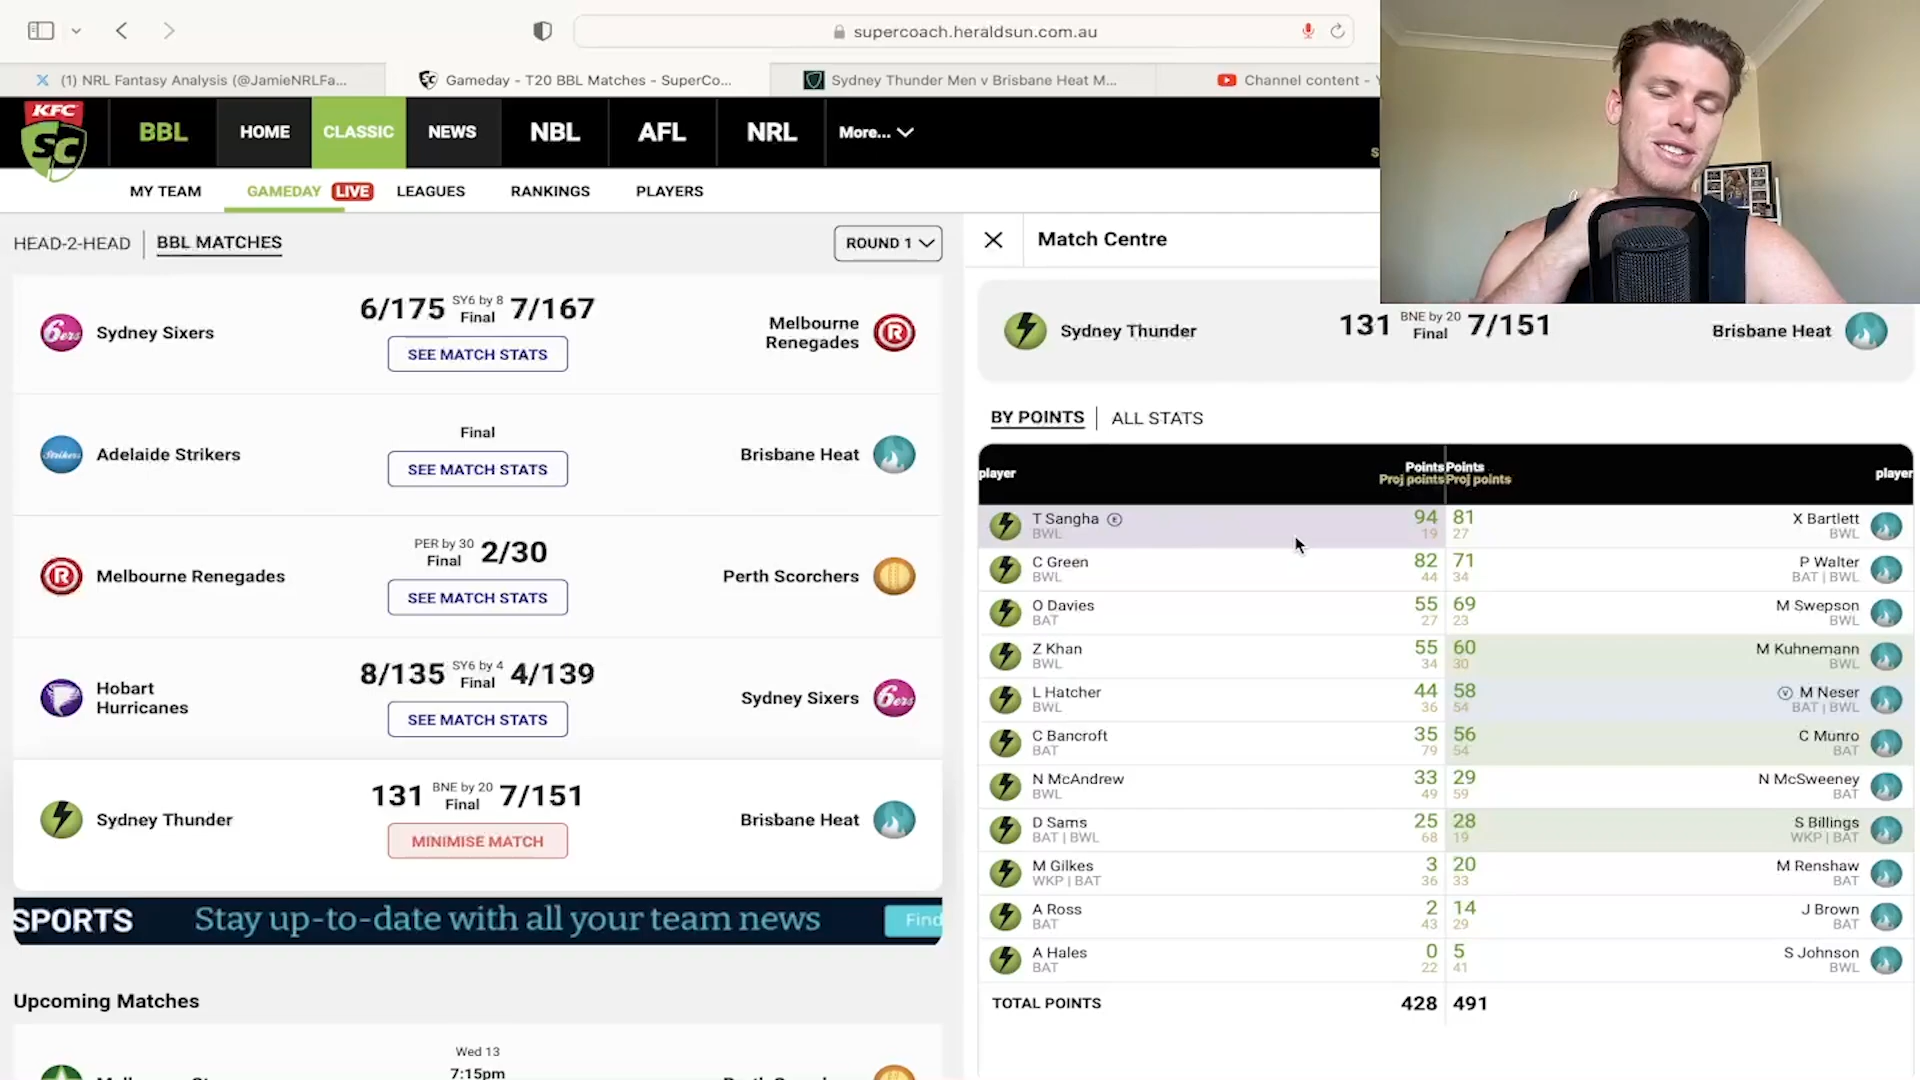 supercoach.heraldsun.com.au
(1) NRL Fantasy Analysis (@JamieNRLFa...
Gameday - T20 BBL Matches - SuperCo...
Sydney Thunder Men v Brisbane Heat M...
Channel content -
KFC
SC
BBL
HOME
CLASSIC
NEWS
NBL
AFL
NRL
More...
MY TEAM
GAMEDAY LIVE
LEAGUES
RANKINGS
PLAYERS
HEAD-2-HEAD
BBL MATCHES
ROUND 1
6ers
Sydney Sixers
6/175 SY6 by 8 7/167
Final
SEE MATCH STATS
Melbourne
Renegades
R
Strikers
Adelaide Strikers
Final
SEE MATCH STATS
Brisbane Heat
R
Melbourne Renegades
PER by 30 2/30
Final
SEE MATCH STATS
Perth Scorchers
Hobart
Hurricanes
8/135 SY6 by 4 4/139
Final
SEE MATCH STATS
Sydney Sixers
6ers
Sydney Thunder
131 BNE by 20 7/151
Final
MINIMISE MATCH
Brisbane Heat
SPORTS Stay up-to-date with all your team news Find
Upcoming Matches
Wed 13
7:15pm
Match Centre
Sydney Thunder
131 BNE by 20 7/151
Final
Brisbane Heat
BY POINTS
ALL STATS
player Points Points player
Proj points Proj points
T Sangha E 94 81 X Bartlett
BWL 19 27 BWL
C Green 82 71 P Walter
BWL 44 34 BAT | BWL
O Davies 55 69 M Swepson
BAT 27 23 BWL
Z Khan 55 60 M Kuhnemann
BWL 34 30 BWL
L Hatcher 44 58 V M Neser
BWL 36 54 BAT | BWL
C Bancroft 35 56 C Munro
BAT 79 54 BAT
N McAndrew 33 29 N McSweeney
BWL 49 59 BAT
D Sams 25 28 S Billings
BAT | BWL 68 19 WKP | BAT
M Gilkes 3 20 M Renshaw
WKP | BAT 36 33 BAT
A Ross 2 14 J Brown
BAT 43 29 BAT
A Hales 0 5 S Johnson
BAT 22 41 BWL
TOTAL POINTS 428 491